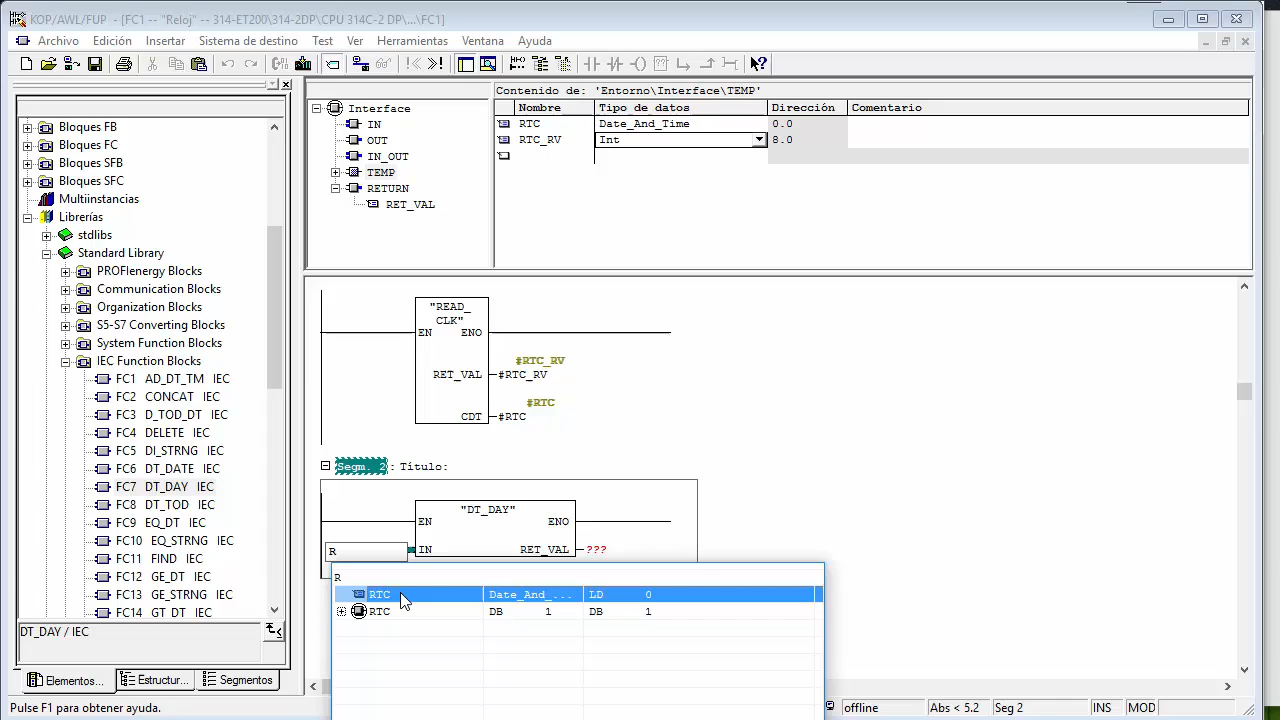 KOP/AWL/FUP - [FC1 -- "Reloj" -- 314-ET200\314-2DP\CPU 314C-2 DP\...\FC1]
Archivo Edición Insertar Sistema de destino Test Ver Herramientas Ventana Ayuda
Bloques FB
Bloques FC
Bloques SFB
Bloques SFC
Multiinstancias
Librerías
stdlibs
Standard Library
PROFIenergy Blocks
Communication Blocks
Organization Blocks
S5-S7 Converting Blocks
System Function Blocks
IEC Function Blocks
FC1 AD_DT_TM IEC
FC2 CONCAT IEC
FC3 D_TOD_DT IEC
FC4 DELETE IEC
FC5 DI_STRNG IEC
FC6 DT_DATE IEC
FC7 DT_DAY IEC
FC8 DT_TOD IEC
FC9 EQ_DT IEC
FC10 EQ_STRNG IEC
FC11 FIND IEC
FC12 GE_DT IEC
FC13 GE_STRNG IEC
FC14 GT_DT IEC
DT_DAY / IEC
Elementos... Estructur... Segmentos
Interface
IN
OUT
IN_OUT
TEMP
RETURN
RET_VAL
Contenido de: 'Entorno\Interface\TEMP'
Nombre Tipo de datos Dirección Comentario
RTC Date_And_Time 0.0
RTC_RV Int 8.0
"READ_
CLK"
EN ENO
#RTC_RV
RET_VAL #RTC_RV
#RTC
CDT #RTC
Segm. 2 : Título:
"DT_DAY"
EN ENO
R IN RET_VAL ???
R
RTC Date_And_... LD 0
RTC DB 1 DB 1
Pulse F1 para obtener ayuda. offline Abs < 5.2 Seg 2 INS MOD